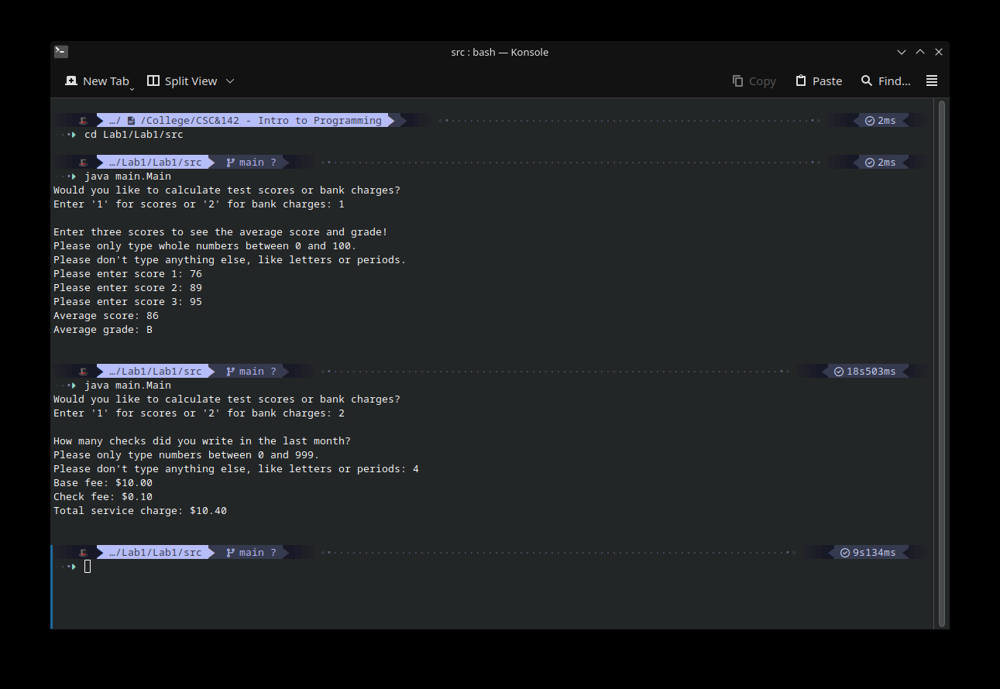 src : bash — Konsole
New Tab Split View Copy Paste Find...
…/ /College/CSC&142 - Intro to Programming 2ms
cd Lab1/Lab1/src
…/Lab1/Lab1/src main ? 2ms
java main.Main
Would you like to calculate test scores or bank charges?
Enter '1' for scores or '2' for bank charges: 1
Enter three scores to see the average score and grade!
Please only type whole numbers between 0 and 100.
Please don't type anything else, like letters or periods.
Please enter score 1: 76
Please enter score 2: 89
Please enter score 3: 95
Average score: 86
Average grade: B
…/Lab1/Lab1/src main ? 18s503ms
java main.Main
Would you like to calculate test scores or bank charges?
Enter '1' for scores or '2' for bank charges: 2
How many checks did you write in the last month?
Please only type numbers between 0 and 999.
Please don't type anything else, like letters or periods: 4
Base fee: $10.00
Check fee: $0.10
Total service charge: $10.40
…/Lab1/Lab1/src main ? 9s134ms